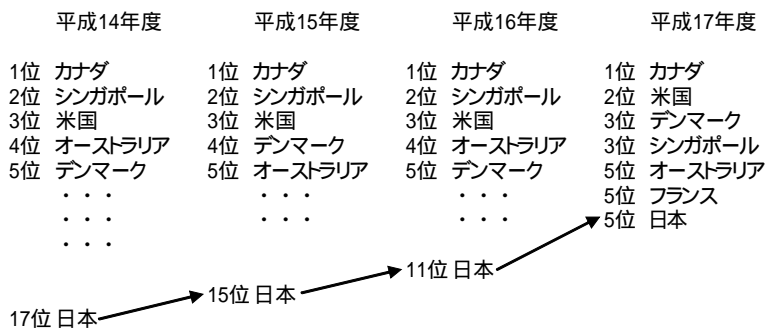 平成14年度
1位 カナダ
2位 シンガポール
3位 米国
4位 オーストラリア
5位 デンマーク
・・・
・・・
・・・
17位 日本
平成15年度
1位 カナダ
2位 シンガポール
3位 米国
4位 デンマーク
5位 オーストラリア
・・・
・・・
15位 日本
平成16年度
1位 カナダ
2位 シンガポール
3位 米国
4位 オーストラリア
5位 デンマーク
・・・
・・・
11位 日本
平成17年度
1位 カナダ
2位 米国
3位 デンマーク
3位 シンガポール
5位 オーストラリア
5位 フランス
5位 日本